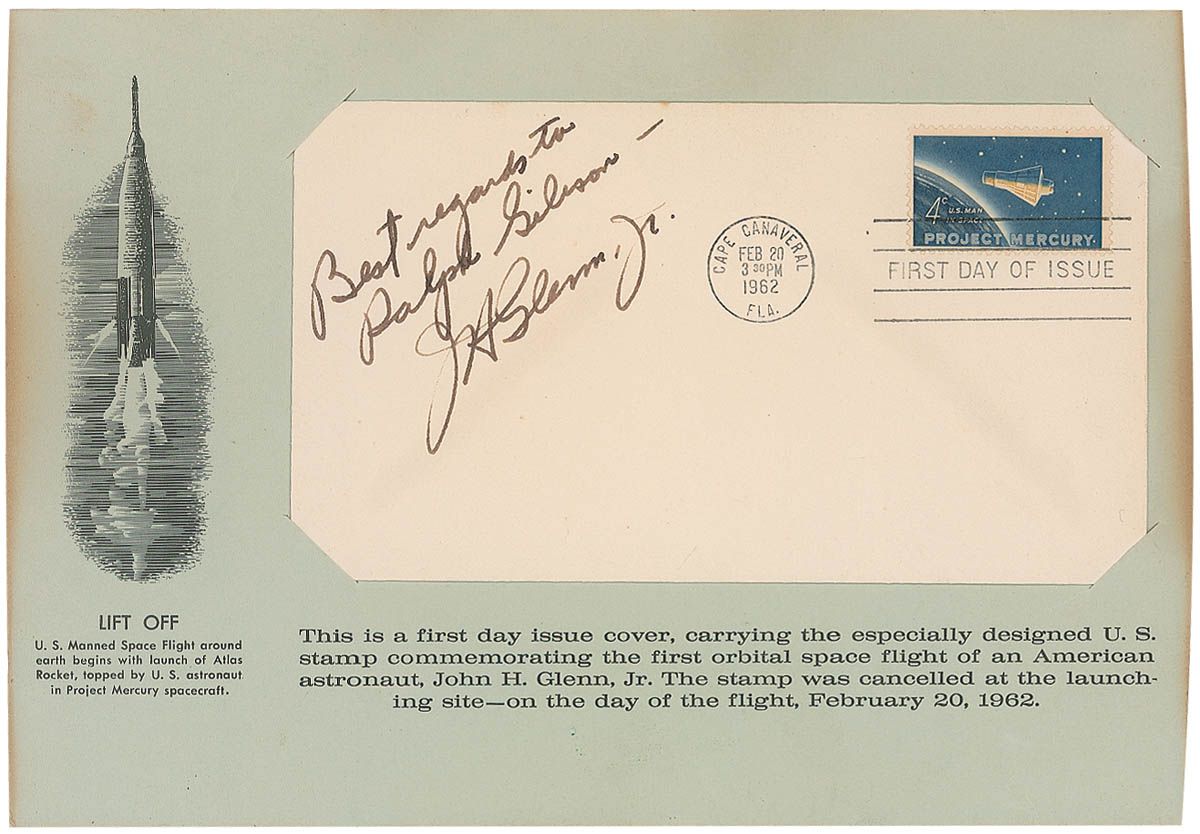 Best regards to
Ralph Gibson —
JHGlenn, Jr.
CAPE CANAVERAL
FEB 20
3 30PM
1962
FLA.
4¢ U.S. MAN
IN SPACE
PROJECT MERCURY
FIRST DAY OF ISSUE
LIFT OFF
U. S. Manned Space Flight around
earth begins with launch of Atlas
Rocket, topped by U. S. astronaut
in Project Mercury spacecraft.
This is a first day issue cover, carrying the especially designed U. S.
stamp commemorating the first orbital space flight of an American
astronaut, John H. Glenn, Jr. The stamp was cancelled at the launch-
ing site—on the day of the flight, February 20, 1962.